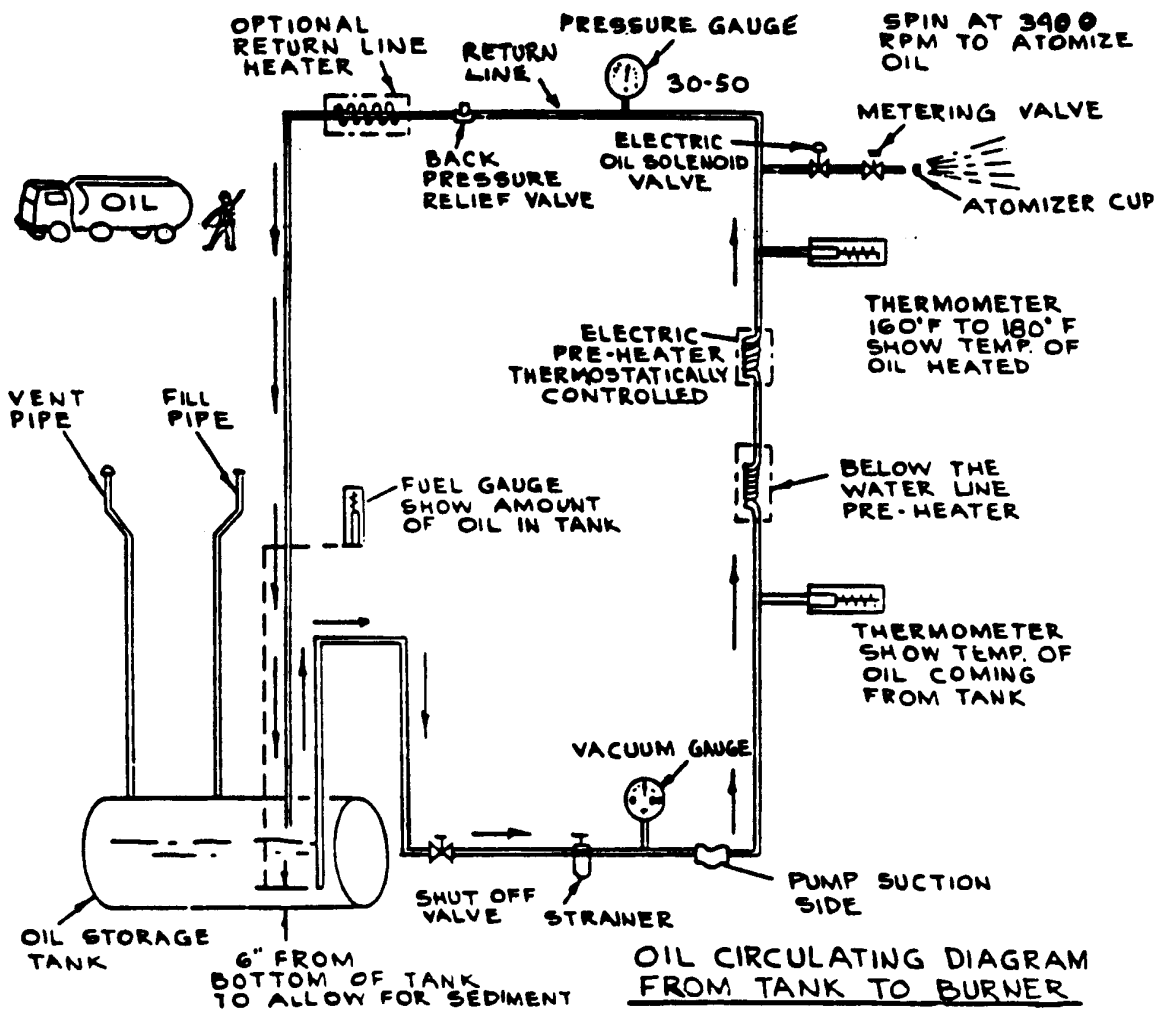 OPTIONAL
RETURN LINE
HEATER
RETURN
LINE
PRESSURE GAUGE
30-50
SPIN AT 3400
RPM TO ATOMIZE
OIL
METERING VALVE
ELECTRIC
OIL SOLENOID
VALVE
BACK
PRESSURE
RELIEF VALVE
ATOMIZER CUP
OIL
THERMOMETER
160°F TO 180°F
SHOW TEMP. OF
OIL HEATED
ELECTRIC
PRE-HEATER
THERMOSTATICALLY
CONTROLLED
VENT
PIPE
FILL
PIPE
FUEL GAUGE
SHOW AMOUNT
OF OIL IN TANK
BELOW THE
WATER LINE
PRE-HEATER
THERMOMETER
SHOW TEMP. OF
OIL COMING
FROM TANK
VACUUM GAUGE
PUMP SUCTION
SIDE
SHUT OFF
VALVE
STRAINER
OIL STORAGE
TANK
6" FROM
BOTTOM OF TANK
TO ALLOW FOR SEDIMENT
OIL CIRCULATING DIAGRAM
FROM TANK TO BURNER